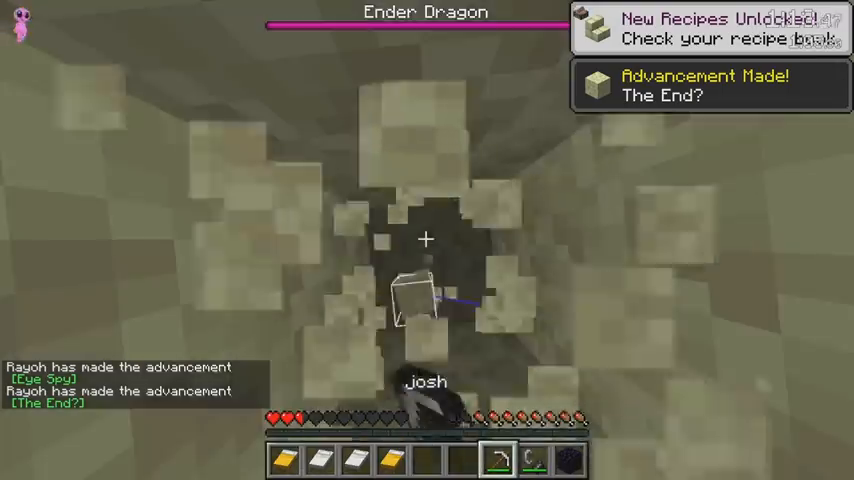 Ender Dragon
New Recipes Unlocked!
Check your recipe book
Advancement Made!
The End?
Rayoh has made the advancement
[Eye Spy]
Rayoh has made the advancement
[The End?]
josh